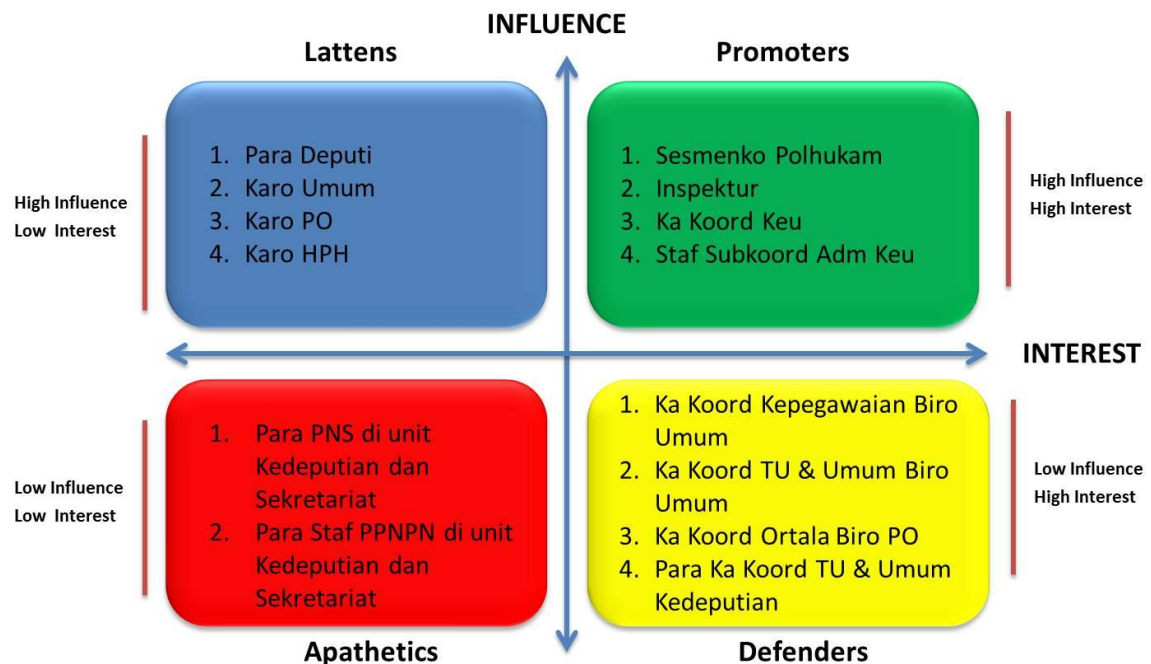 INFLUENCE
Lattens
Promoters
High Influence
Low Interest
1. Para Deputi
2. Karo Umum
3. Karo PO
4. Karo HPH
1. Sesmenko Polhukam
2. Inspektur
3. Ka Koord Keu
4. Staf Subkoord Adm Keu
High Influence
High Interest
INTEREST
Low Influence
Low Interest
1. Para PNS di unit
Kedeputian dan
Sekretariat
2. Para Staf PPNPN di unit
Kedeputian dan
Sekretariat
1. Ka Koord Kepegawaian Biro
Umum
2. Ka Koord TU & Umum Biro
Umum
3. Ka Koord Ortala Biro PO
4. Para Ka Koord TU & Umum
Kedeputian
Low Influence
High Interest
Apathetics
Defenders